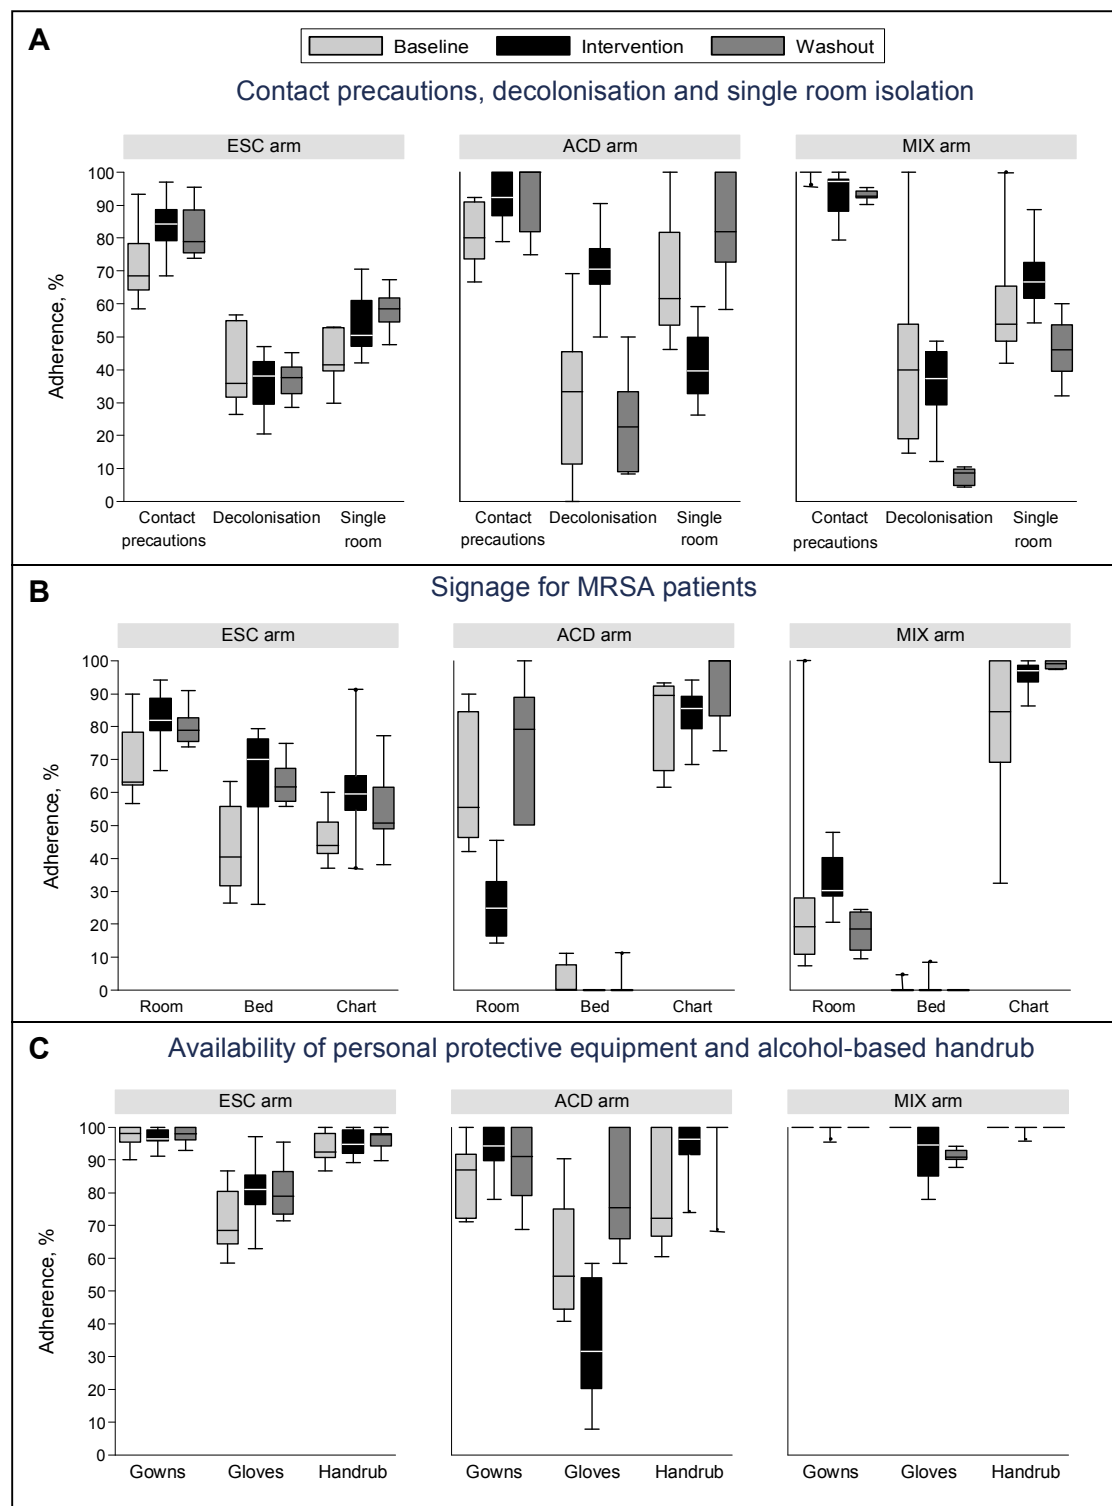 A
Baseline Intervention Washout
Contact precautions, decolonisation and single room isolation
ESC arm ACD arm MIX arm
Adherence, %
100
90
80
70
60
50
40
30
20
10
0
Contact Decolonisation Single Contact Decolonisation Single Contact Decolonisation Single
precautions room precautions room precautions room
B
Signage for MRSA patients
ESC arm ACD arm MIX arm
Adherence, %
100
90
80
70
60
50
40
30
20
10
0
Room Bed Chart Room Bed Chart Room Bed Chart
C
Availability of personal protective equipment and alcohol-based handrub
ESC arm ACD arm MIX arm
Adherence, %
100
90
80
70
60
50
40
30
20
10
0
Gowns Gloves Handrub Gowns Gloves Handrub Gowns Gloves Handrub